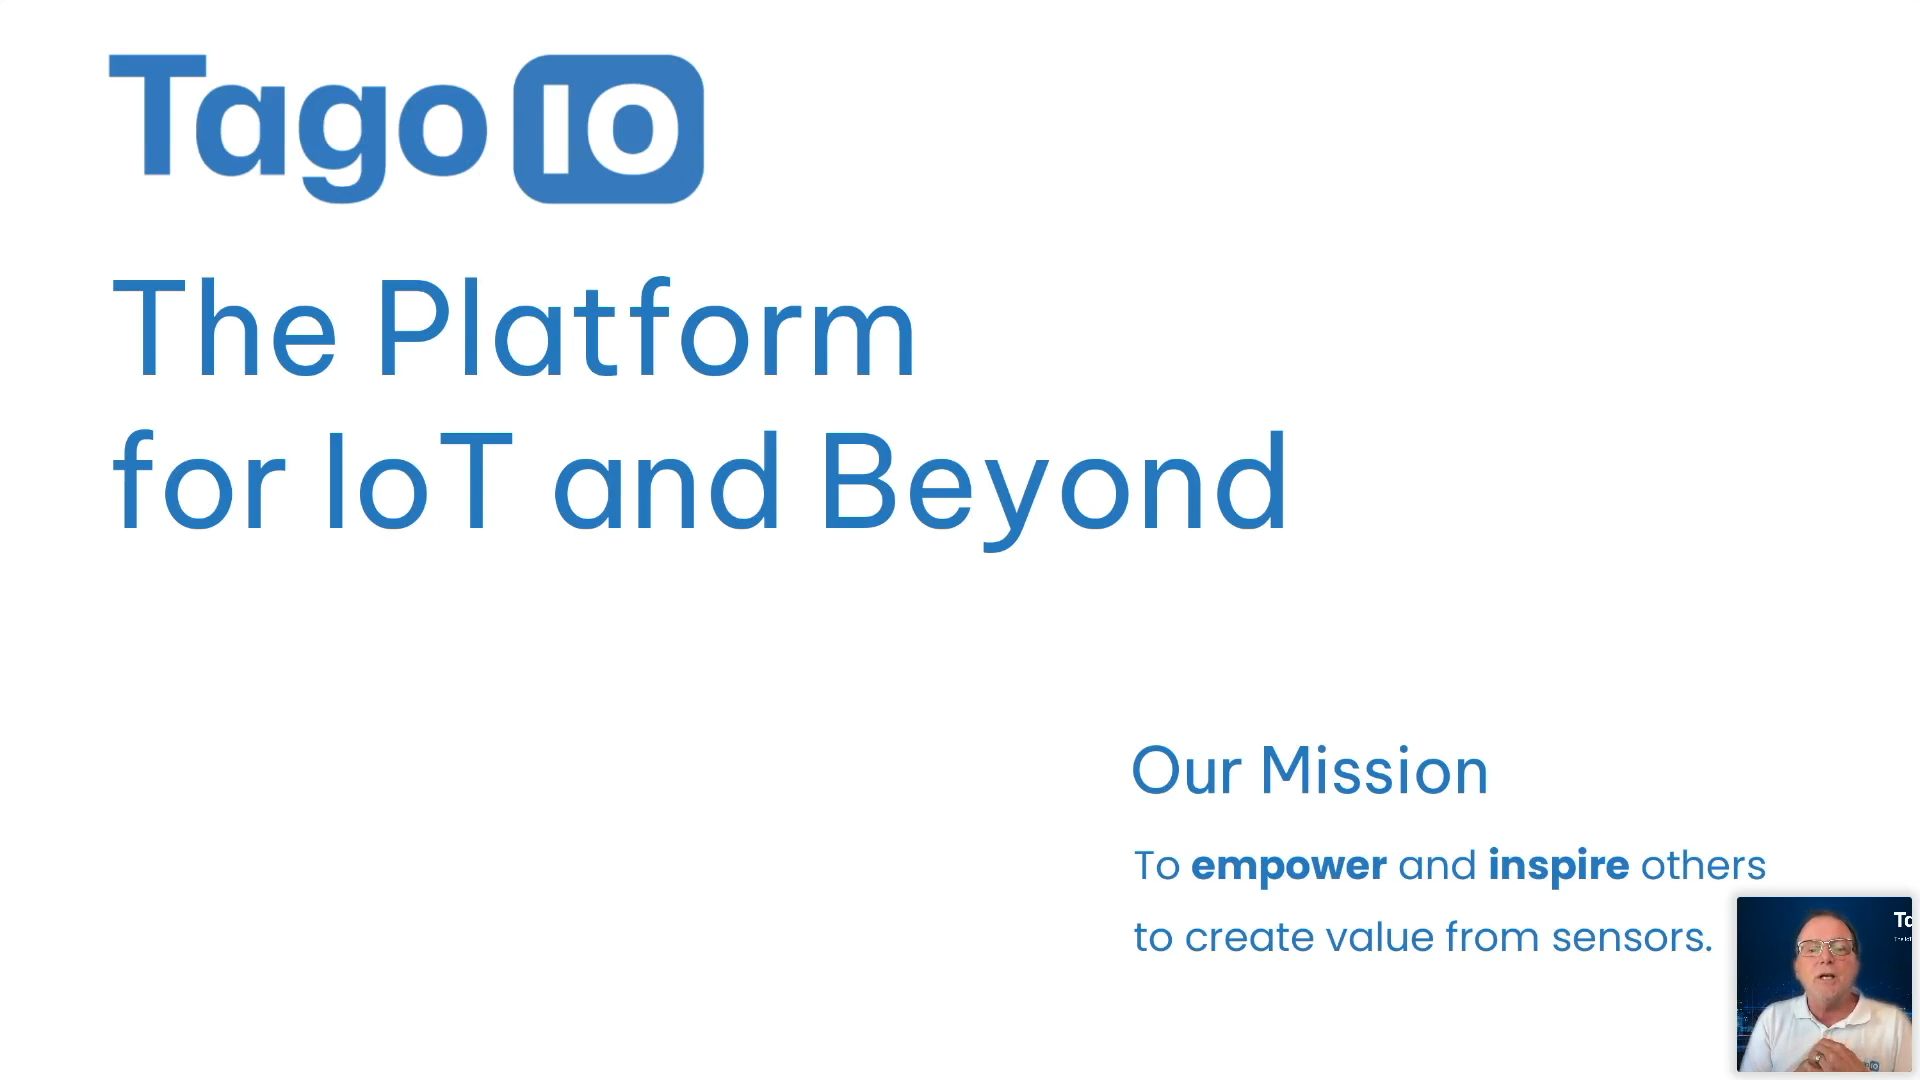 Tago IO
The Platform
for IoT and Beyond
Our Mission
To empower and inspire others
to create value from sensors.